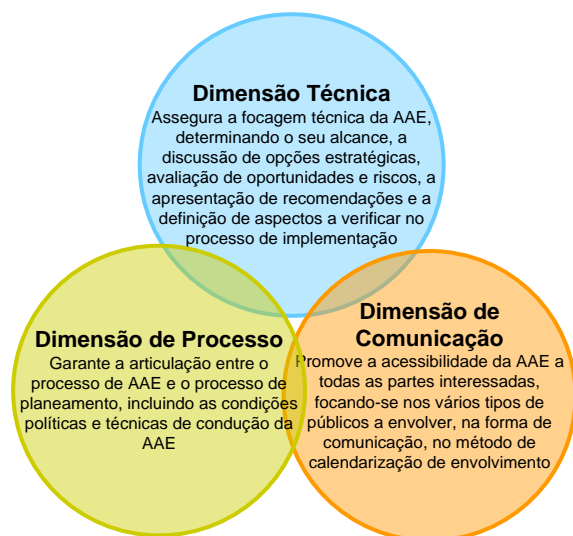 Dimensão Técnica
Assegura a focagem técnica da AAE,
determinando o seu alcance, a
discussão de opções estratégicas,
avaliação de oportunidades e riscos, a
apresentação de recomendações e a
definição de aspectos a verificar no
processo de implementação
Dimensão de Processo
Garante a articulação entre o
processo de AAE e o processo de
planeamento, incluindo as condições
políticas e técnicas de condução da
AAE
Dimensão de
Comunicação
Promove a acessibilidade da AAE a
todas as partes interessadas,
focando-se nos vários tipos de
públicos a envolver, na forma de
comunicação, no método de
calendarização de envolvimento